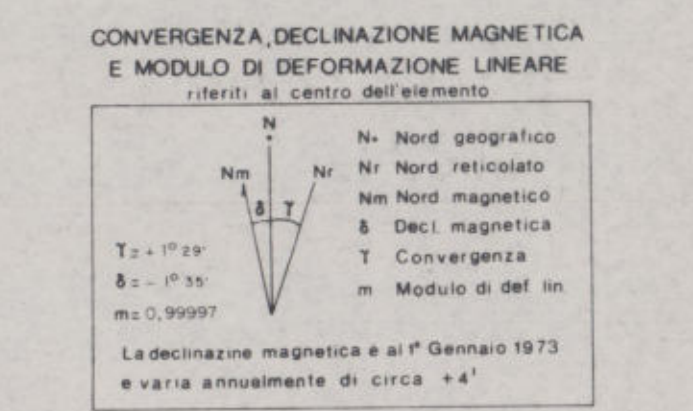 CONVERGENZA, DECLINAZIONE MAGNETICA
E MODULO DI DEFORMAZIONE LINEARE
riferiti al centro dell'elemento
N
Nm
Nr
δ γ
N* Nord geografico
Nr Nord reticolato
Nm Nord magnetico
δ Decl. magnetica
γ Convergenza
m Modulo di def lin
γ = + 1° 29'
δ = - 1° 35'
m = 0,99997
La declinazine magnetica è al 1° Gennaio 1973
e varia annualmente di circa +4'